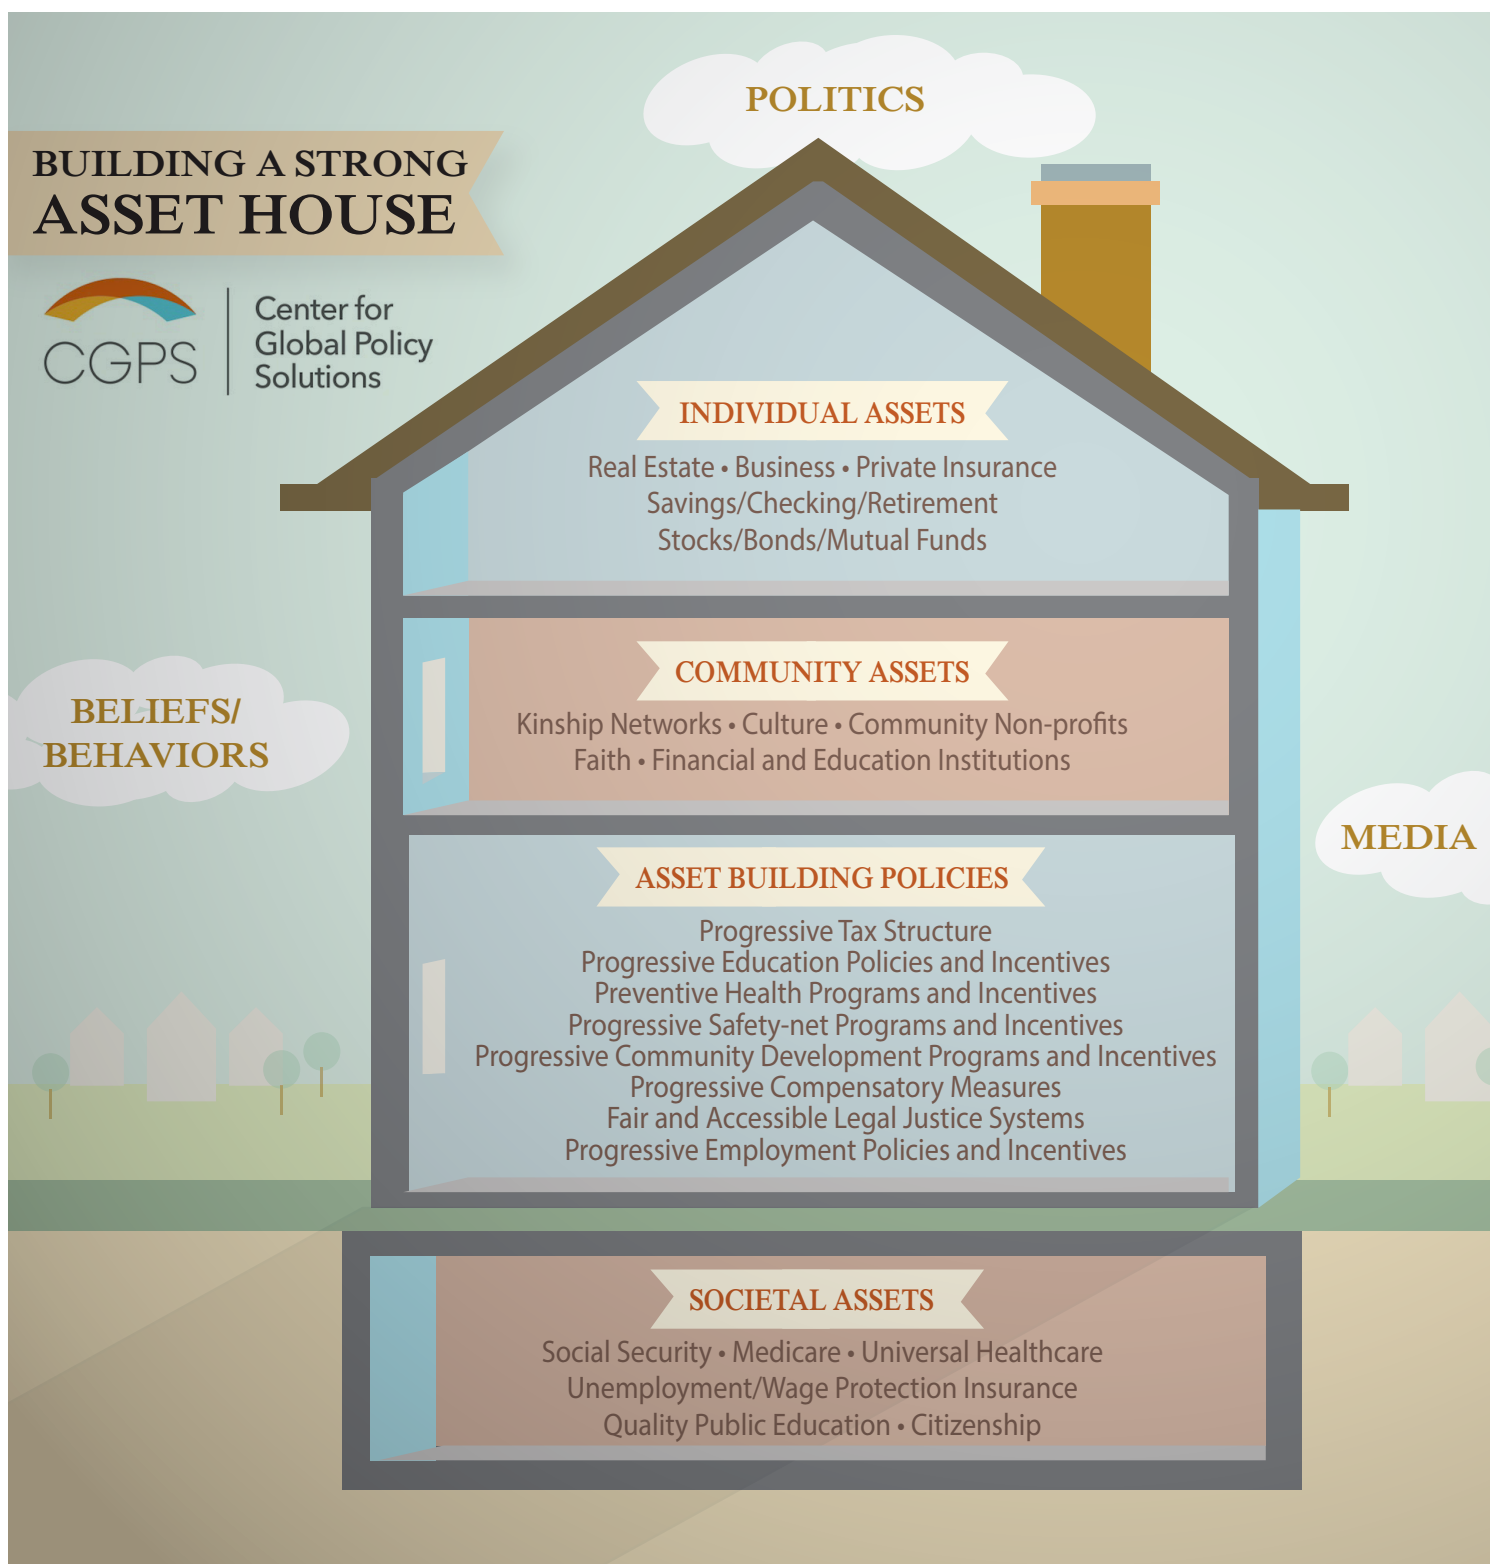 POLITICS
BUILDING A STRONG
ASSET HOUSE
CGPS
Center for
Global Policy
Solutions
INDIVIDUAL ASSETS
Real Estate • Business • Private Insurance
Savings/Checking/Retirement
Stocks/Bonds/Mutual Funds
COMMUNITY ASSETS
Kinship Networks • Culture • Community Non-profits
Faith • Financial and Education Institutions
BELIEFS/
BEHAVIORS
MEDIA
ASSET BUILDING POLICIES
Progressive Tax Structure
Progressive Education Policies and Incentives
Preventive Health Programs and Incentives
Progressive Safety-net Programs and Incentives
Progressive Community Development Programs and Incentives
Progressive Compensatory Measures
Fair and Accessible Legal Justice Systems
Progressive Employment Policies and Incentives
SOCIETAL ASSETS
Social Security • Medicare • Universal Healthcare
Unemployment/Wage Protection Insurance
Quality Public Education • Citizenship